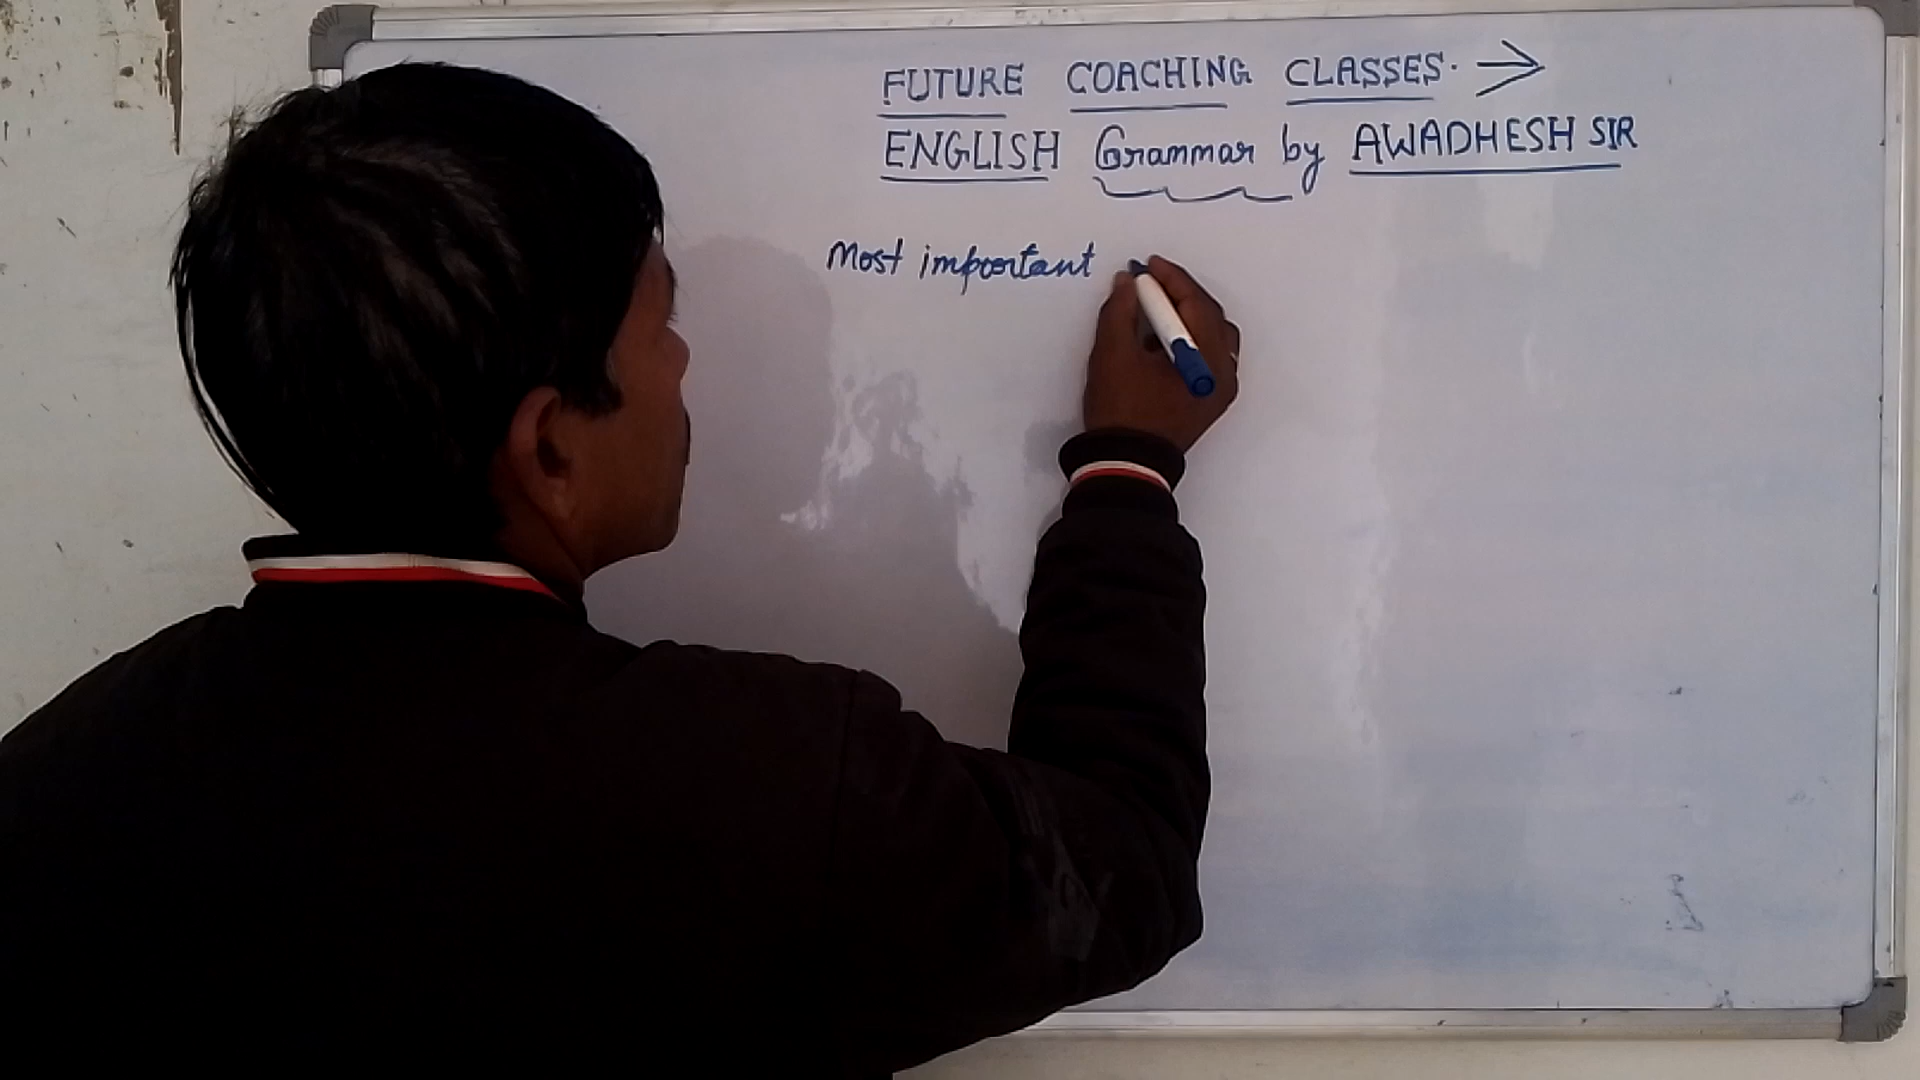 FUTURE COACHING CLASSES. →
ENGLISH Grammar by AWADHESH SIR
Most important